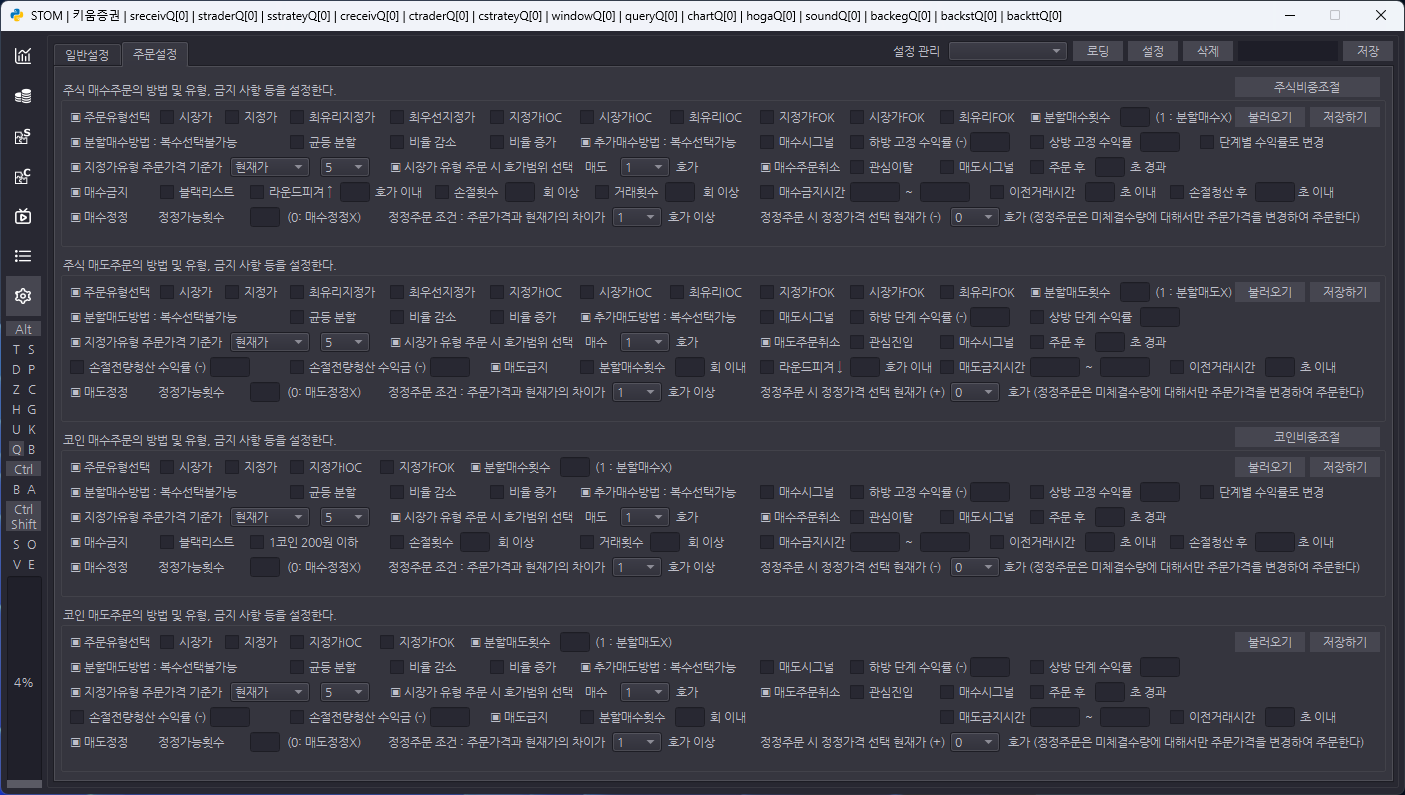 STOM | 키움증권 | sreceivQ[0] | straderQ[0] | sstrateyQ[0] | creceivQ[0] | ctraderQ[0] | cstrateyQ[0] | windowQ[0] | queryQ[0] | chartQ[0] | hogaQ[0] | soundQ[0] | backegQ[0] | backstQ[0] | backttQ[0]
일반설정 주문설정 설정 관리 로딩 설정 삭제 저장
주식 매수주문의 방법 및 유형, 금지 사항 등을 설정한다. 주식비중조절
▣ 주문유형선택 시장가 지정가 최유리지정가 최우선지정가 지정가IOC 시장가IOC 최유리IOC 지정가FOK 시장가FOK 최유리FOK ▣ 분할매수횟수 (1 : 분할매수X) 불러오기 저장하기
▣ 분할매수방법 : 복수선택불가능 균등 분할 비율 감소 비율 증가 ▣ 추가매수방법 : 복수선택가능 매수시그널 하방 고정 수익률 (-) 상방 고정 수익률 단계별 수익률로 변경
▣ 지정가유형 주문가격 기준가 현재가 5 ▣ 시장가 유형 주문 시 호가범위 선택 매도 1 호가 ▣ 매수주문취소 관심이탈 매도시그널 주문 후 초 경과
▣ 매수금지 블랙리스트 라운드피겨↑ 호가 이내 손절횟수 회 이상 거래횟수 회 이상 매수금지시간 ~ 이전거래시간 초 이내 손절청산 후 초 이내
▣ 매수정정 정정가능횟수 (0: 매수정정X) 정정주문 조건 : 주문가격과 현재가의 차이가 1 호가 이상 정정주문 시 정정가격 선택 현재가 (-) 0 호가 (정정주문은 미체결수량에 대해서만 주문가격을 변경하여 주문한다)
주식 매도주문의 방법 및 유형, 금지 사항 등을 설정한다.
▣ 주문유형선택 시장가 지정가 최유리지정가 최우선지정가 지정가IOC 시장가IOC 최유리IOC 지정가FOK 시장가FOK 최유리FOK ▣ 분할매도횟수 (1 : 분할매도X) 불러오기 저장하기
▣ 분할매도방법 : 복수선택불가능 균등 분할 비율 감소 비율 증가 ▣ 추가매도방법 : 복수선택가능 매도시그널 하방 단계 수익률 (-) 상방 단계 수익률
▣ 지정가유형 주문가격 기준가 현재가 5 ▣ 시장가 유형 주문 시 호가범위 선택 매수 1 호가 ▣ 매도주문취소 관심진입 매수시그널 주문 후 초 경과
손절전량청산 수익률 (-) 손절전량청산 수익금 (-) ▣ 매도금지 분할매수횟수 회 이내 라운드피겨↓ 호가 이내 매도금지시간 ~ 이전거래시간 초 이내
▣ 매도정정 정정가능횟수 (0: 매도정정X) 정정주문 조건 : 주문가격과 현재가의 차이가 1 호가 이상 정정주문 시 정정가격 선택 현재가 (+) 0 호가 (정정주문은 미체결수량에 대해서만 주문가격을 변경하여 주문한다)
코인 매수주문의 방법 및 유형, 금지 사항 등을 설정한다. 코인비중조절
▣ 주문유형선택 시장가 지정가 지정가IOC 지정가FOK ▣ 분할매수횟수 (1 : 분할매수X) 불러오기 저장하기
▣ 분할매수방법 : 복수선택불가능 균등 분할 비율 감소 비율 증가 ▣ 추가매수방법 : 복수선택가능 매수시그널 하방 고정 수익률 (-) 상방 고정 수익률 단계별 수익률로 변경
▣ 지정가유형 주문가격 기준가 현재가 5 ▣ 시장가 유형 주문 시 호가범위 선택 매도 1 호가 ▣ 매수주문취소 관심이탈 매도시그널 주문 후 초 경과
▣ 매수금지 블랙리스트 1코인 200원 이하 손절횟수 회 이상 거래횟수 회 이상 매수금지시간 ~ 이전거래시간 초 이내 손절청산 후 초 이내
▣ 매수정정 정정가능횟수 (0: 매수정정X) 정정주문 조건 : 주문가격과 현재가의 차이가 1 호가 이상 정정주문 시 정정가격 선택 현재가 (-) 0 호가 (정정주문은 미체결수량에 대해서만 주문가격을 변경하여 주문한다)
코인 매도주문의 방법 및 유형, 금지 사항 등을 설정한다.
▣ 주문유형선택 시장가 지정가 지정가IOC 지정가FOK ▣ 분할매도횟수 (1 : 분할매도X) 불러오기 저장하기
▣ 분할매도방법 : 복수선택불가능 균등 분할 비율 감소 비율 증가 ▣ 추가매도방법 : 복수선택가능 매도시그널 하방 단계 수익률 (-) 상방 단계 수익률
▣ 지정가유형 주문가격 기준가 현재가 5 ▣ 시장가 유형 주문 시 호가범위 선택 매수 1 호가 ▣ 매도주문취소 관심진입 매수시그널 주문 후 초 경과
손절전량청산 수익률 (-) 손절전량청산 수익금 (-) ▣ 매도금지 분할매수횟수 회 이내 매도금지시간 ~ 이전거래시간 초 이내
▣ 매도정정 정정가능횟수 (0: 매도정정X) 정정주문 조건 : 주문가격과 현재가의 차이가 1 호가 이상 정정주문 시 정정가격 선택 현재가 (+) 0 호가 (정정주문은 미체결수량에 대해서만 주문가격을 변경하여 주문한다)
S
C
Alt
T S
D P
Z C
H G
U K
Q B
Ctrl
B A
Ctrl
Shift
S O
V E
4%